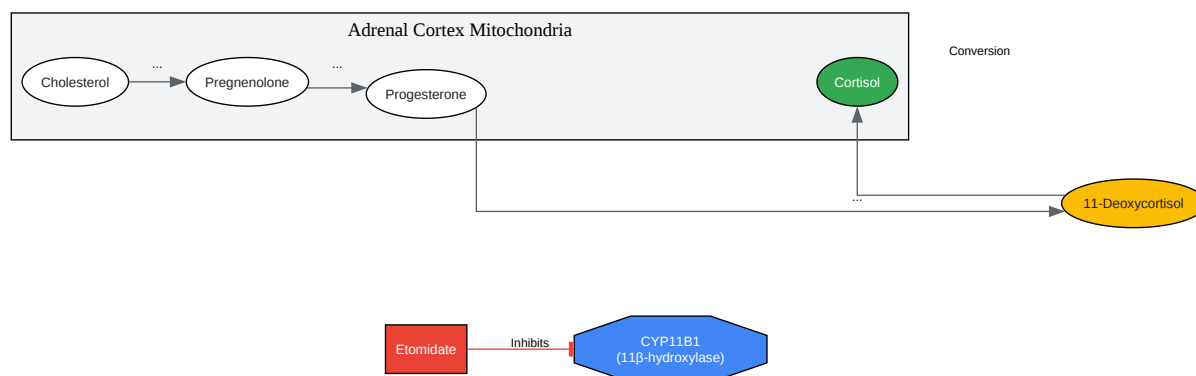 Adrenal Cortex Mitochondria
Conversion
...
...
Cholesterol
Pregnenolone
Progesterone
Cortisol
...
11-Deoxycortisol
Etomidate
Inhibits
CYP11B1
(11β-hydroxylase)